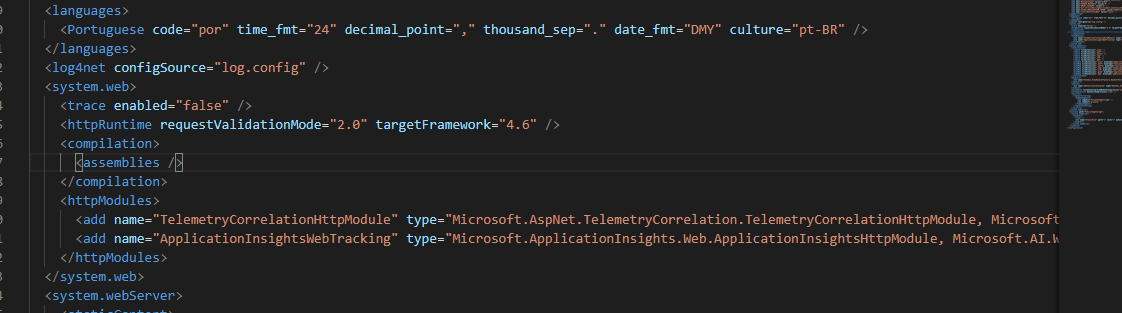 <languages>
<Portuguese code="por" time_fmt="24" decimal_point="," thousand_sep="." date_fmt="DMY" culture="pt-BR" />
</languages>
<log4net configSource="log.config" />
<system.web>
<trace enabled="false" />
<httpRuntime requestValidationMode="2.0" targetFramework="4.6" />
<compilation>
<assemblies />
</compilation>
<httpModules>
<add name="TelemetryCorrelationHttpModule" type="Microsoft.AspNet.TelemetryCorrelation.TelemetryCorrelationHttpModule, Microsoft
<add name="ApplicationInsightsWebTracking" type="Microsoft.ApplicationInsights.Web.ApplicationInsightsHttpModule, Microsoft.AI.W
</httpModules>
</system.web>
<system.webServer>